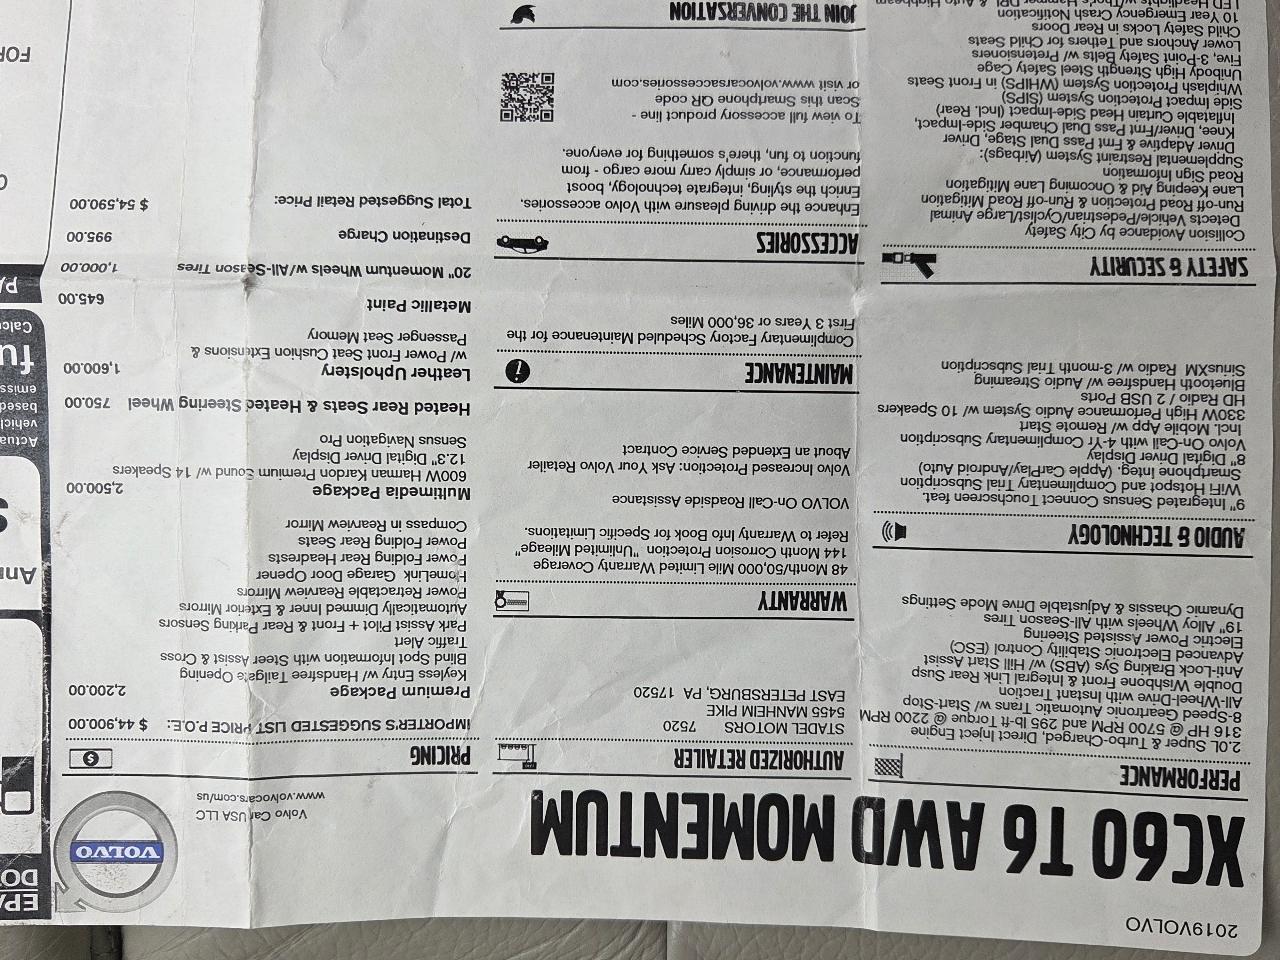 2019VOLVO
XC60 T6 AWD MOMENTUM
Volvo Car USA LLC
www.volvocars.com/us
VOLVO
PERFORMANCE
2.0L Super & Turbo-Charged, Direct Inject Engine
316 HP @ 5700 RPM and 295 lb-ft Torque @ 2200 RPM
8-Speed Geartronic Automatic Trans w/ Start-Stop
All-Wheel-Drive with Instant Traction
Double Wishbone Front & Integral Link Rear Susp
Anti-Lock Braking Sys (ABS) w/ Hill Start Assist
Advanced Electronic Stability Control (ESC)
Electric Power Assisted Steering
19" Alloy Wheels with All-Season Tires
Dynamic Chassis & Adjustable Drive Mode Settings
AUDIO & TECHNOLOGY
9" Integrated Sensus Connect Touchscreen feat.
WiFi Hotspot and Complimentary Trial Subscription
Smartphone Integ. (Apple CarPlay/Android Auto)
8" Digital Driver Display
Volvo On-Call with 4-Yr Complimentary Subscription
Incl. Mobile App w/ Remote Start
330W High Performance Audio System w/ 10 Speakers
HD Radio / 2 USB Ports
Bluetooth Handsfree w/ Audio Streaming
SiriusXM Radio w/ 3-month Trial Subscription
SAFETY & SECURITY
Collision Avoidance by City Safety
Detects Vehicle/Pedestrian/Cyclist/Large Animal
Run-off Road Protection & Run-off Road Mitigation
Lane Keeping Aid & Oncoming Lane Mitigation
Road Sign Information
Supplemental Restraint System (Airbags):
Driver Adaptive & Frnt Pass Dual Stage, Driver
Knee, Driver/Frnt Pass Dual Chamber Side-Impact,
Inflatable Curtain Head Side-Impact (Incl. Rear)
Side Impact Protection System (SIPS)
Whiplash Protection System (WHIPS) in Front Seats
Unibody High Strength Steel Safety Cage
Five, 3-Point Safety Belts w/ Pretensioners
Lower Anchors and Tethers for Child Seats
Child Safety Locks in Rear Doors
10 Year Emergency Crash Notification
LED Headlights w/Thor's Hammer DRL & Auto Highbeam
AUTHORIZED RETAILER
STADEL MOTORS 7520
5455 MANHEIM PIKE
EAST PETERSBURG, PA 17520
WARRANTY
48 Month/50,000 Mile Limited Warranty Coverage
144 Month Corrosion Protection "Unlimited Mileage"
Refer to Warranty Info Book for Specific Limitations.
VOLVO On-Call Roadside Assistance
Volvo Increased Protection: Ask Your Volvo Retailer
About an Extended Service Contract
MAINTENANCE
Complimentary Factory Scheduled Maintenance for the
First 3 Years or 36,000 Miles
ACCESSORIES
Enhance the driving pleasure with Volvo accessories.
Enrich the styling, integrate technology, boost
performance, or simply carry more cargo - from
function to fun, there's something for everyone.
To view full accessory product line -
Scan this Smartphone QR code
or visit www.volvocarsaccessories.com
JOIN THE CONVERSATION
PRICING
IMPORTER'S SUGGESTED LIST PRICE P.O.E: $ 44,900.00
Premium Package 2,200.00
Keyless Entry w/ Handsfree Tailgate Opening
Blind Spot Information with Steer Assist & Cross
Traffic Alert
Park Assist Pilot + Front & Rear Parking Sensors
Automatically Dimmed Inner & Exterior Mirrors
Power Retractable Rearview Mirrors
HomeLink Garage Door Opener
Power Folding Rear Headrests
Power Folding Rear Seats
Compass in Rearview Mirror
Multimedia Package 2,500.00
600W Harman Kardon Premium Sound w/ 14 Speakers
12.3" Digital Driver Display
Sensus Navigation Pro
Heated Rear Seats & Heated Steering Wheel 750.00
Leather Upholstery 1,600.00
w/ Power Front Seat Cushion Extensions &
Passenger Seat Memory
Metallic Paint 645.00
20" Momentum Wheels w/All-Season Tires 1,000.00
Destination Charge 995.00
Total Suggested Retail Price: $ 54,590.00
EPA
DO
Ann
S
Actua
vehicl
based
emiss
fu
Calcu
PA
FOR